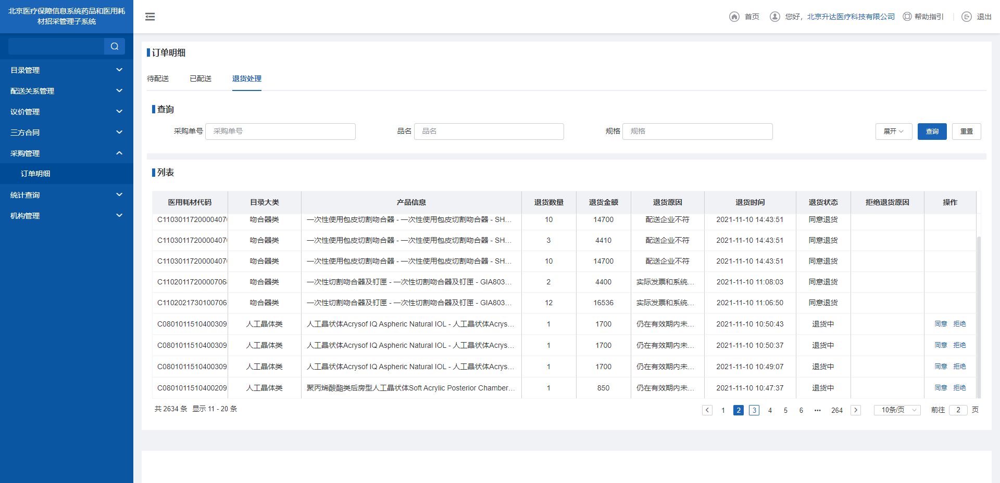 北京医疗保障信息系统药品和医用耗
材招采管理子系统
首页 您好，北京升达医疗科技有限公司 帮助指引 退出
目录管理
配送关系管理
议价管理
三方合同
采购管理
订单明细
统计查询
机构管理
订单明细
待配送 已配送 退货处理
查询
采购单号 采购单号 品名 品名 规格 规格 展开 查询 重置
列表
医用耗材代码 目录大类 产品信息 退货数量 退货金额 退货原因 退货时间 退货状态 拒绝退货原因 操作
C1103011720000407 吻合器类 一次性使用包皮切割吻合器 - 一次性使用包皮切割吻合器 - SH… 10 14700 配送企业不符 2021-11-10 14:43:51 同意退货
C1103011720000407 吻合器类 一次性使用包皮切割吻合器 - 一次性使用包皮切割吻合器 - SH… 3 4410 配送企业不符 2021-11-10 14:43:51 同意退货
C1103011720000407 吻合器类 一次性使用包皮切割吻合器 - 一次性使用包皮切割吻合器 - SH… 10 14700 配送企业不符 2021-11-10 14:43:51 同意退货
C110201172000706 吻合器类 一次性切割吻合器及钉匣 - 一次性切割吻合器及钉匣 - GIA803… 2 4400 实际发票和系统… 2021-11-10 11:08:03 同意退货
C1102021730100706 吻合器类 一次性切割吻合器及钉匣 - 一次性切割吻合器及钉匣 - GIA803… 12 16536 实际发票和系统… 2021-11-10 11:06:50 同意退货
C0801011510400309 人工晶体类 人工晶状体Acrysof IQ Aspheric Natural IOL - 人工晶状体Acrys… 1 1700 仍在有效期内未… 2021-11-10 10:50:43 退货中 同意 拒绝
C0801011510400309 人工晶体类 人工晶状体Acrysof IQ Aspheric Natural IOL - 人工晶状体Acrys… 1 1700 仍在有效期内未… 2021-11-10 10:50:37 退货中 同意 拒绝
C0801011510400309 人工晶体类 人工晶状体Acrysof IQ Aspheric Natural IOL - 人工晶状体Acrys… 1 1700 仍在有效期内未… 2021-11-10 10:49:07 退货中 同意 拒绝
C0801011510400209 人工晶体类 聚丙烯酸酯类后房型人工晶状体Soft Acrylic Posterior Chamber… 1 850 仍在有效期内未… 2021-11-10 10:47:37 退货中 同意 拒绝
共 2634 条 显示 11 - 20 条 1 2 3 4 5 6 ••• 264 10条/页 前往 2 页